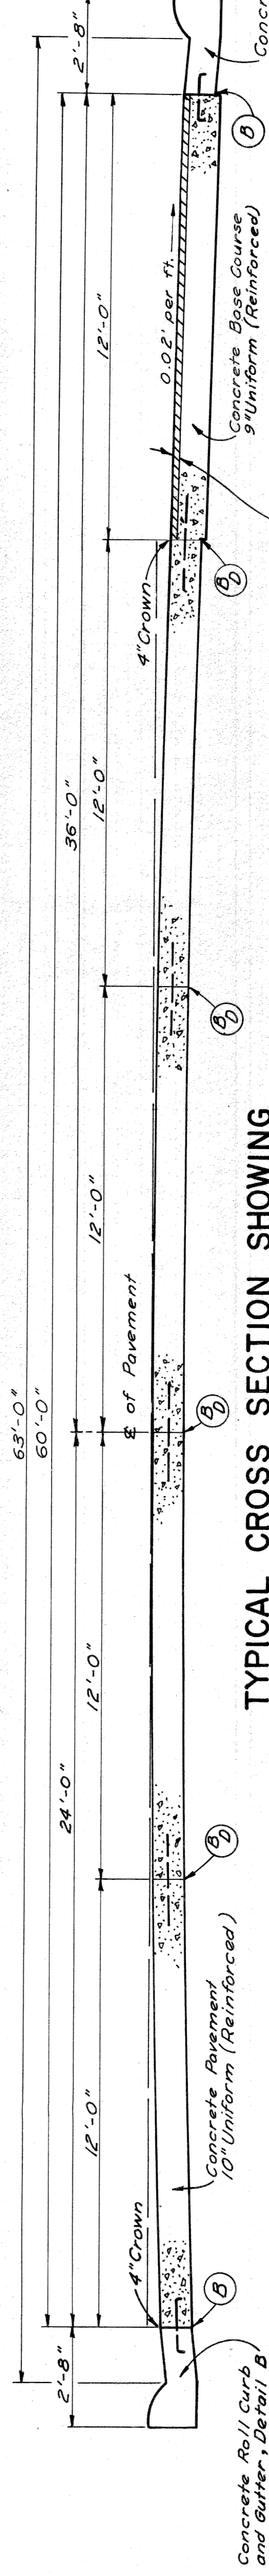 63'-0"
60'-0"
24'-0"
36'-0"
2'-8"
12'-0"
12'-0"
12'-0"
12'-0"
12'-0"
2'-8"
℄ of Pavement
4"Crown
4"Crown
0.02' per ft.
Concrete Roll Curb
and Gutter, Detail B
B
Concrete Pavement
10" Uniform (Reinforced)
B D
B D
B D
B D
Concrete Base Course
9"Uniform (Reinforced)
B
TYPICAL CROSS SECTION SHOWING